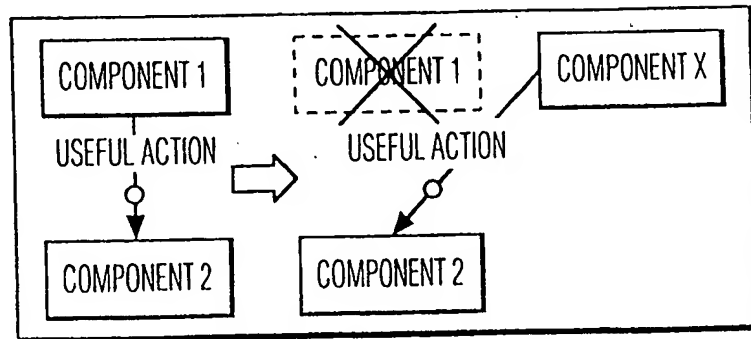 COMPONENT 1
USEFUL ACTION
COMPONENT 2
COMPONENT 1
COMPONENT X
USEFUL ACTION
COMPONENT 2